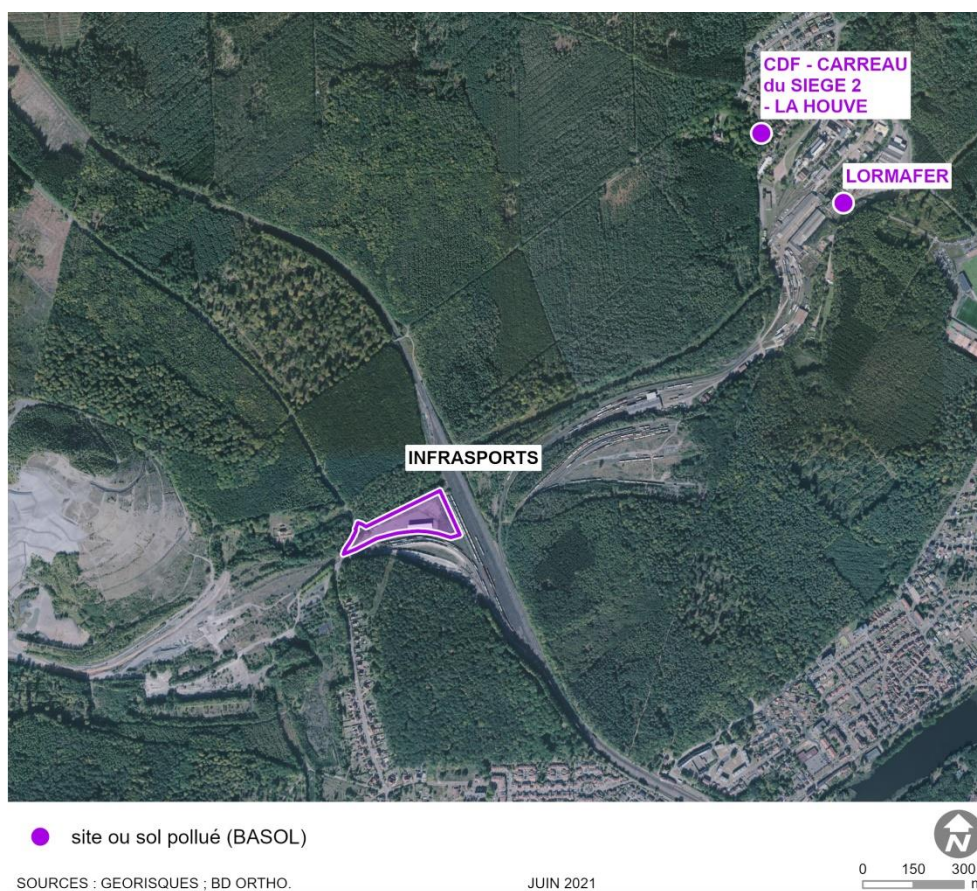 CDF - CARREAU
du SIEGE 2
- LA HOUVE
LORMAFER
INFRASPORTS
site ou sol pollué (BASOL)
N
SOURCES : GEORISQUES ; BD ORTHO.
JUIN 2021
0 150 300
m